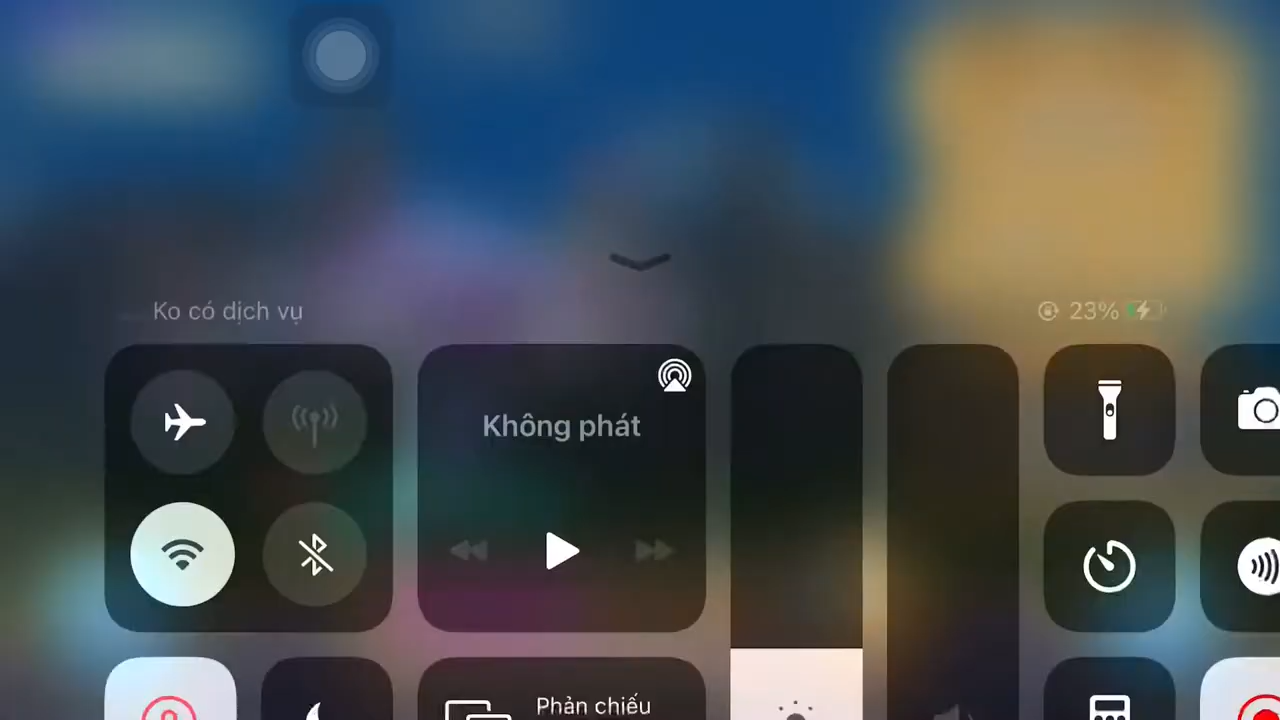 Ko có dịch vụ
23%
Không phát
Phản chiếu